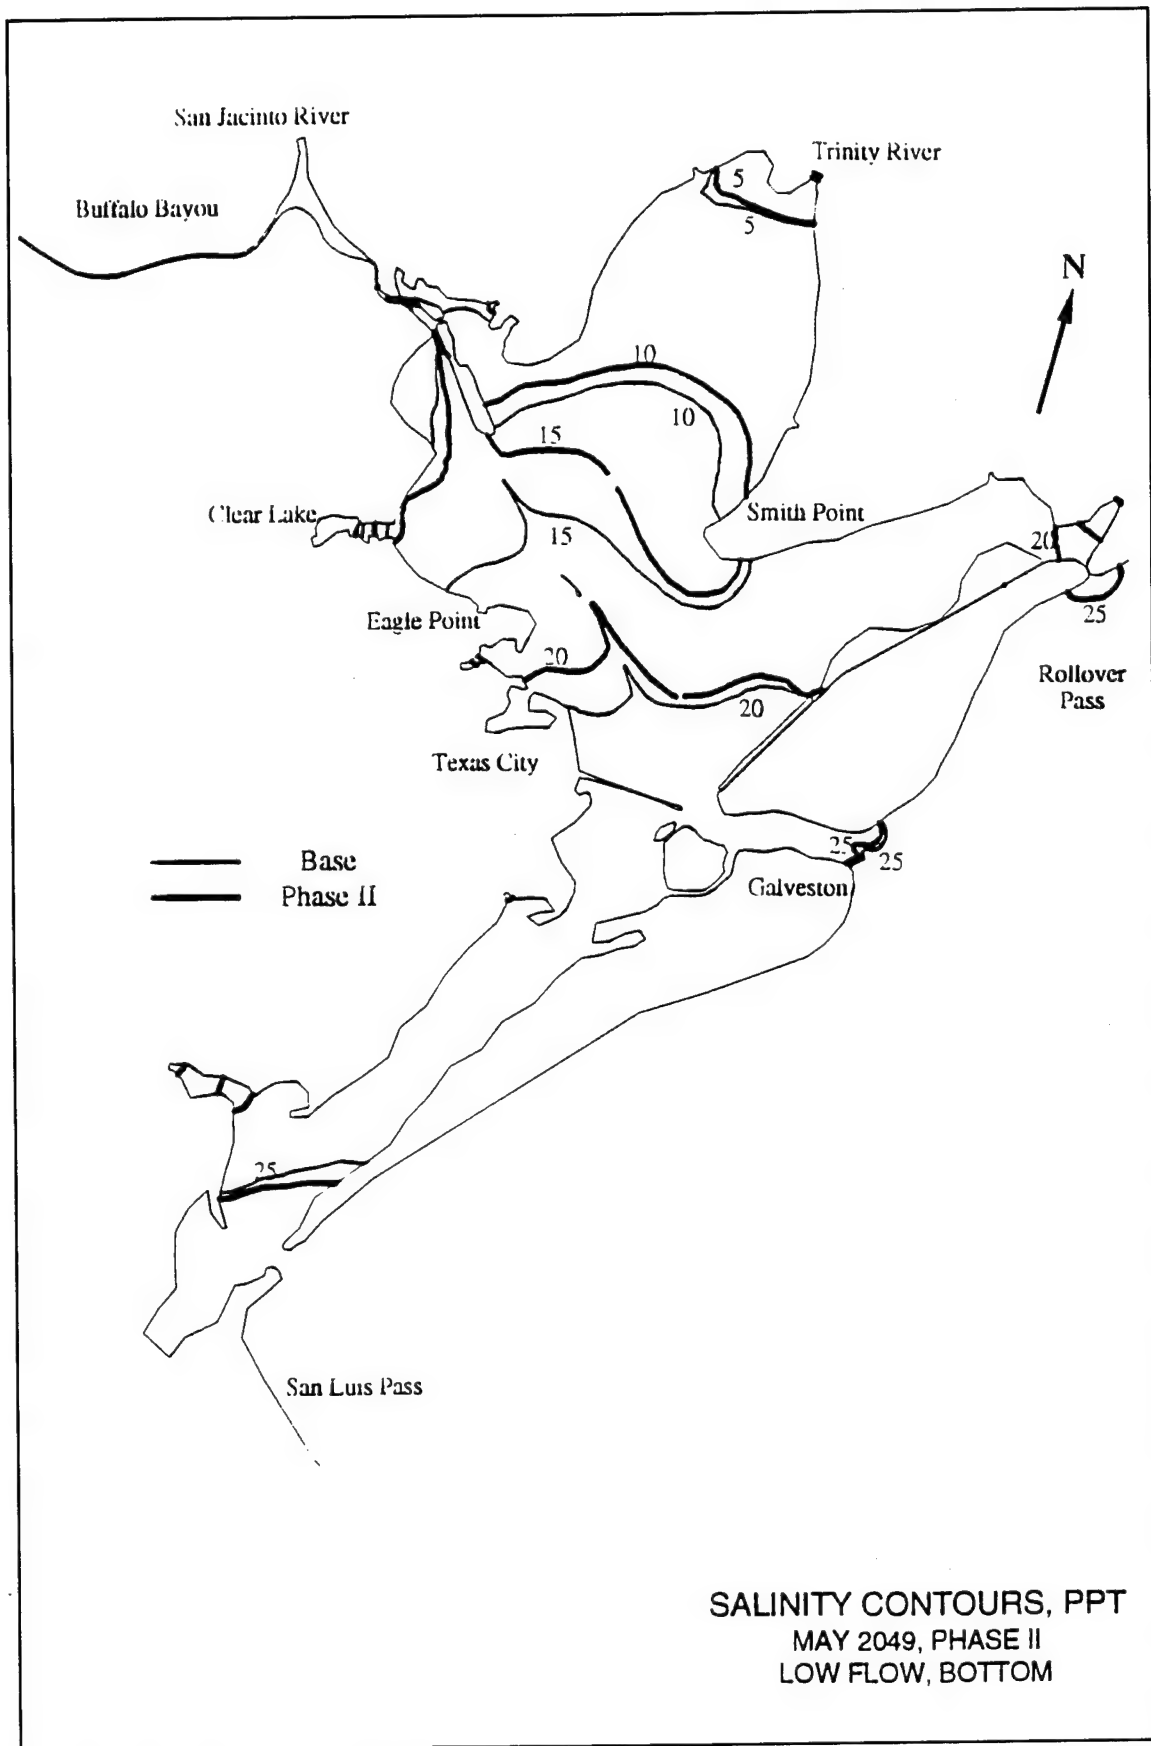 San Jacinto River
Trinity River
Buffalo Bayou
5
5
N
10
10
15
Clear Lake
Smith Point
15
20
Eagle Point
25
20
Rollover
Pass
20
Texas City
Base
25
25
Phase II
Galveston
25
San Luis Pass
SALINITY CONTOURS, PPT
MAY 2049, PHASE II
LOW FLOW, BOTTOM